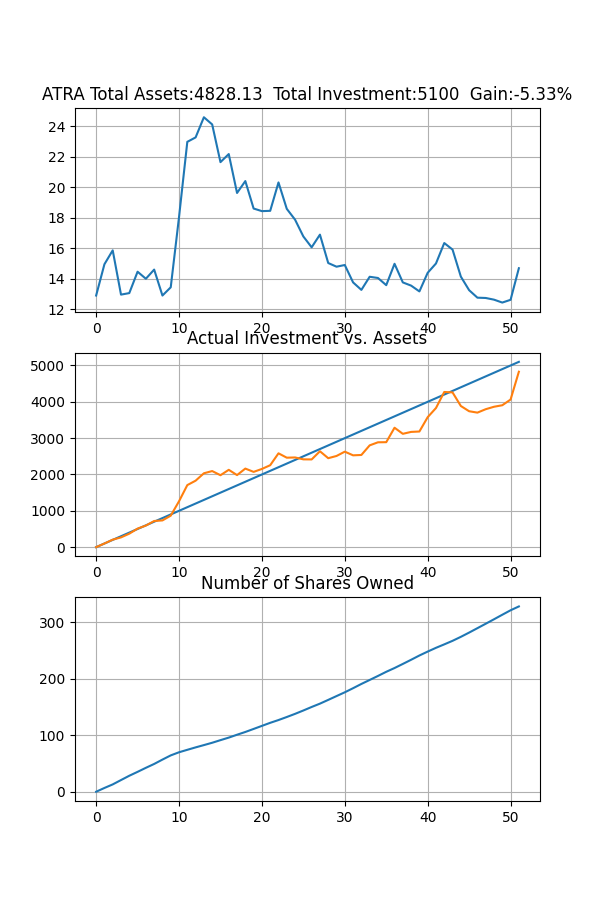 ATRA Total Assets:4828.13  Total Investment:5100  Gain:-5.33%
24
22
20
18
16
14
12
0 10 20 30 40 50
Actual Investment vs. Assets
5000
4000
3000
2000
1000
0
0 10 20 30 40 50
Number of Shares Owned
300
200
100
0
0 10 20 30 40 50